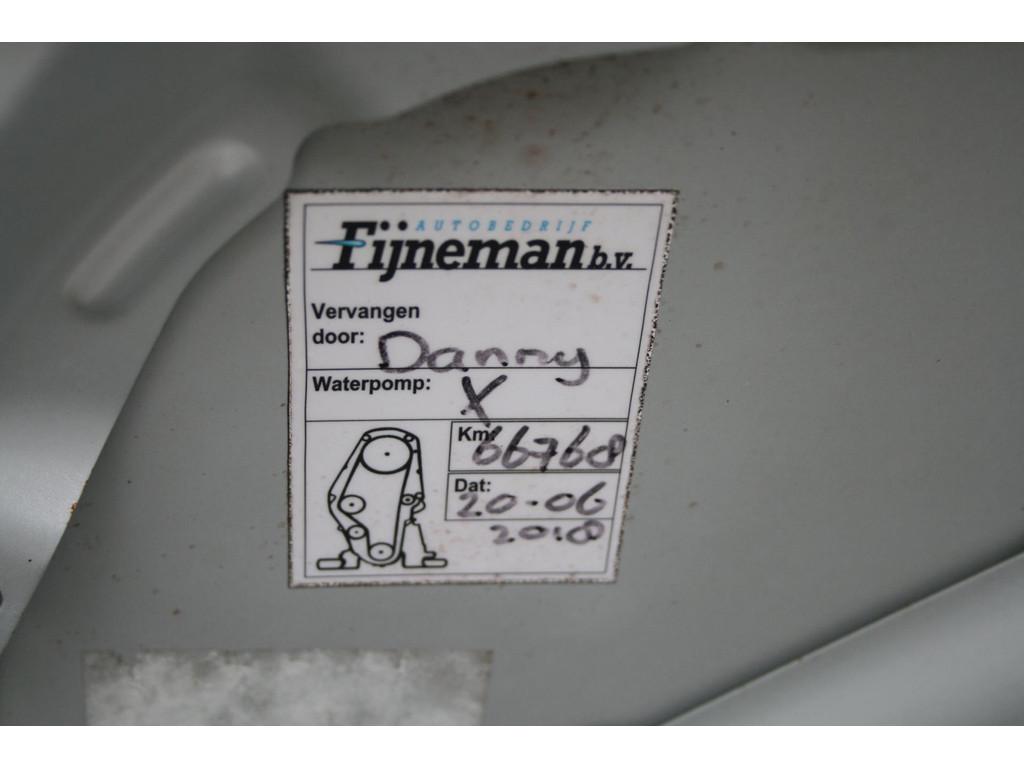 AUTOBEDRIJF
Fijneman b.v.
Vervangen
door: Danny
Waterpomp: X
Km: 66768
Dat:
20-06
2018